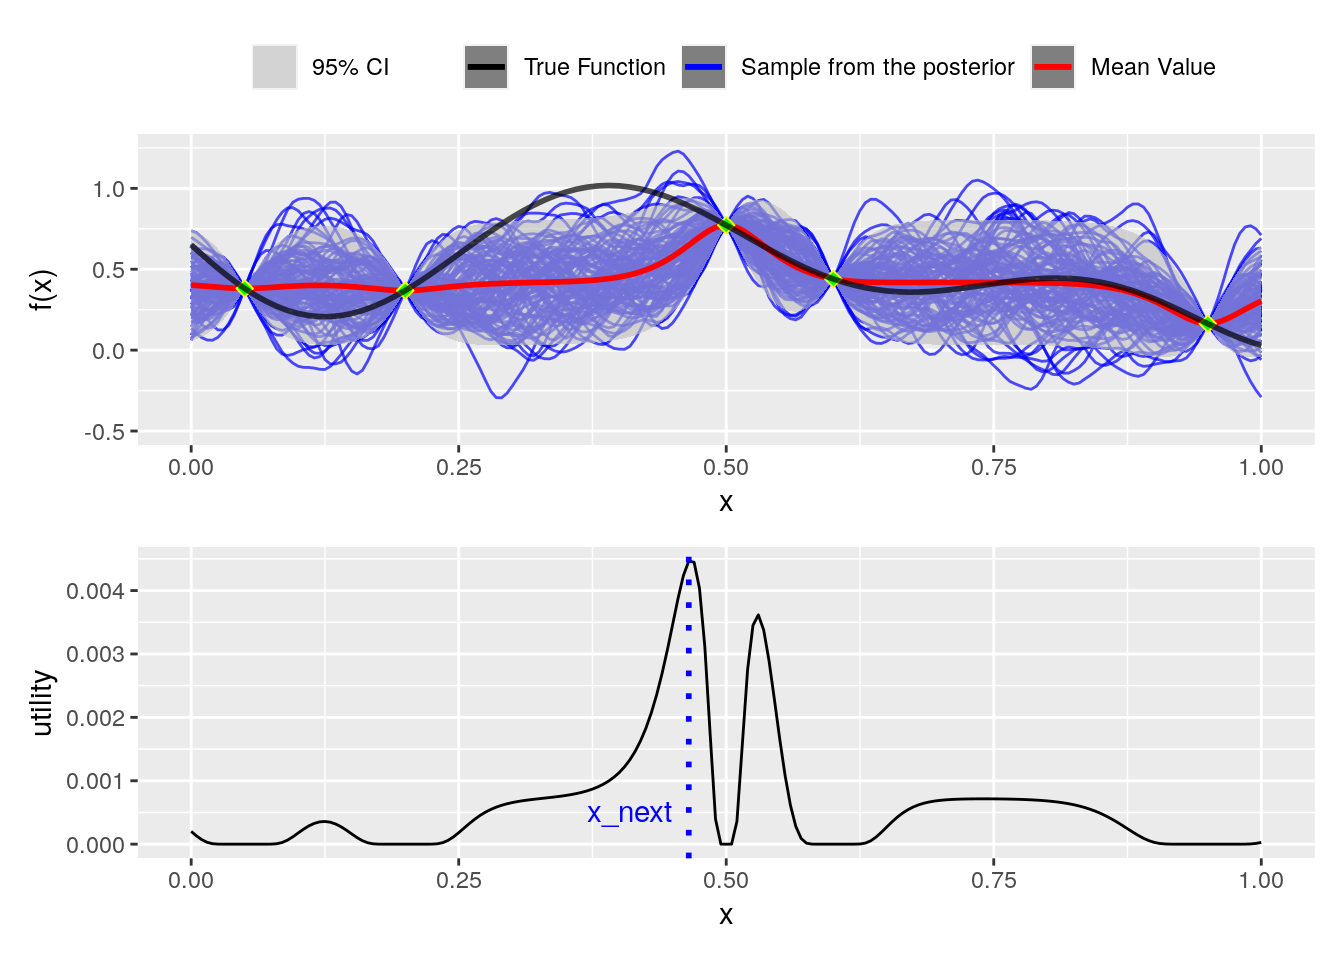 95% CI True Function Sample from the posterior Mean Value
1.0
0.5
0.0
-0.5
f(x)
0.00 0.25 0.50 0.75 1.00
x
0.004
0.003
0.002
0.001
0.000
utility
x_next
0.00 0.25 0.50 0.75 1.00
x